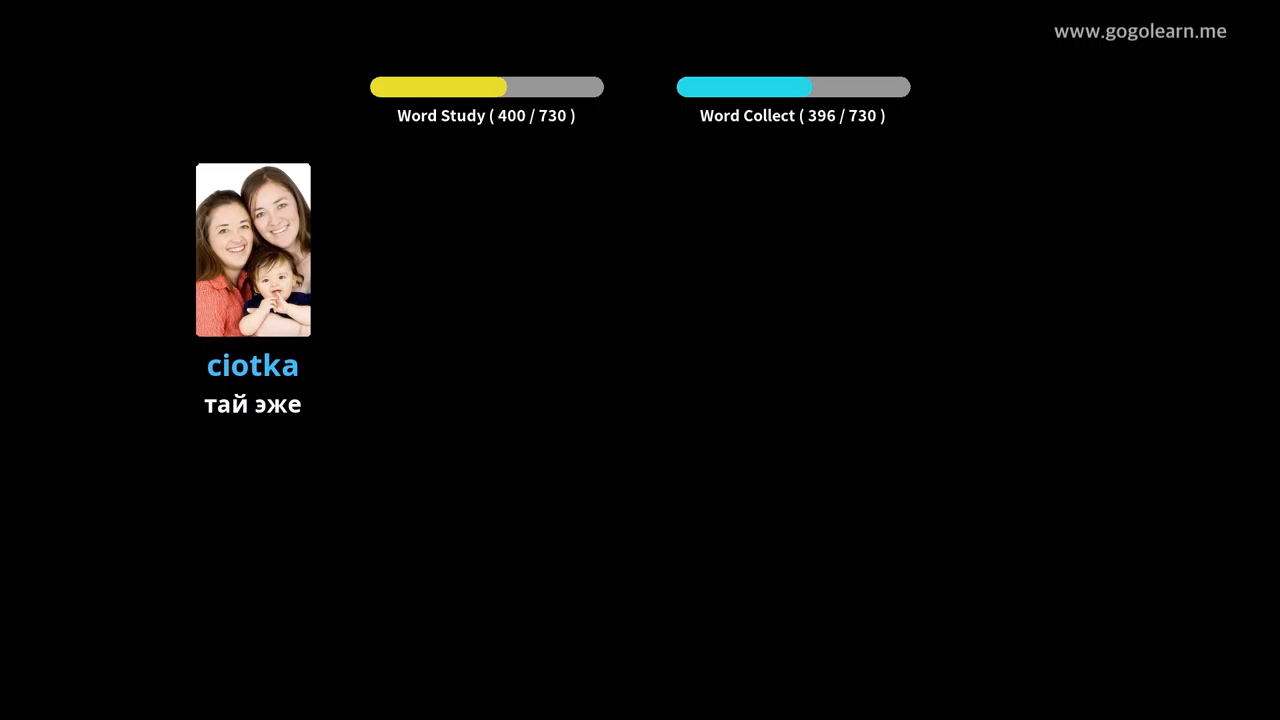 www.gogolearn.me
Word Study ( 400 / 730 )
Word Collect ( 396 / 730 )
ciotka
тай эже